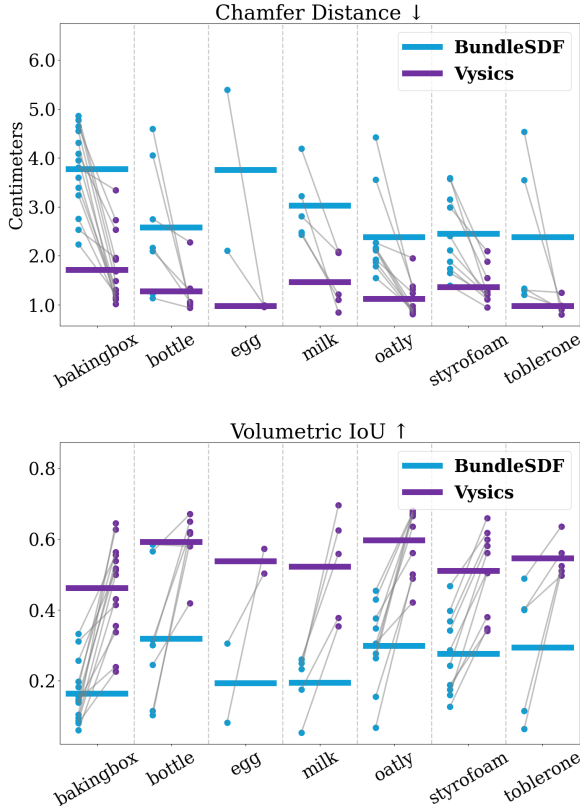 Chamfer Distance ↓
Centimeters
6.0
5.0
4.0
3.0
2.0
1.0
BundleSDF
Vysics
bakingbox
bottle
egg
milk
oatly
styrofoam
toblerone
Volumetric IoU ↑
0.8
0.6
0.4
0.2
BundleSDF
Vysics
bakingbox
bottle
egg
milk
oatly
styrofoam
toblerone